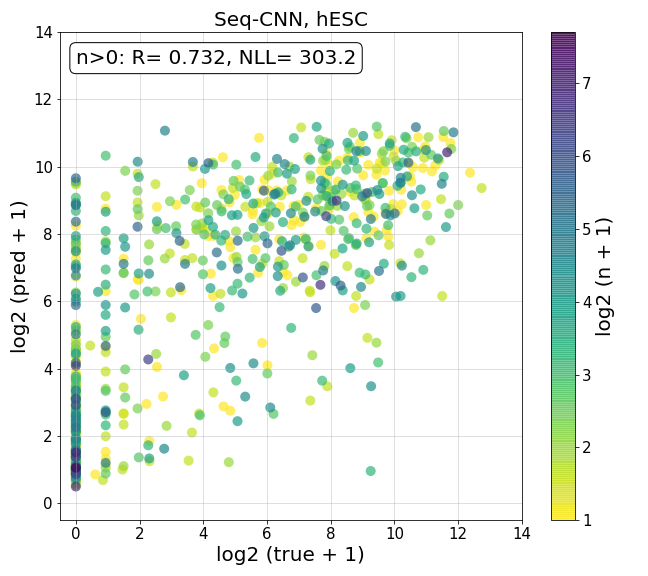 Seq-CNN, hESC
n>0: R= 0.732, NLL= 303.2
log2 (pred + 1)
14
12
10
8
6
4
2
0
0 2 4 6 8 10 12 14
log2 (true + 1)
7
6
5
4
3
2
1
log2 (n + 1)